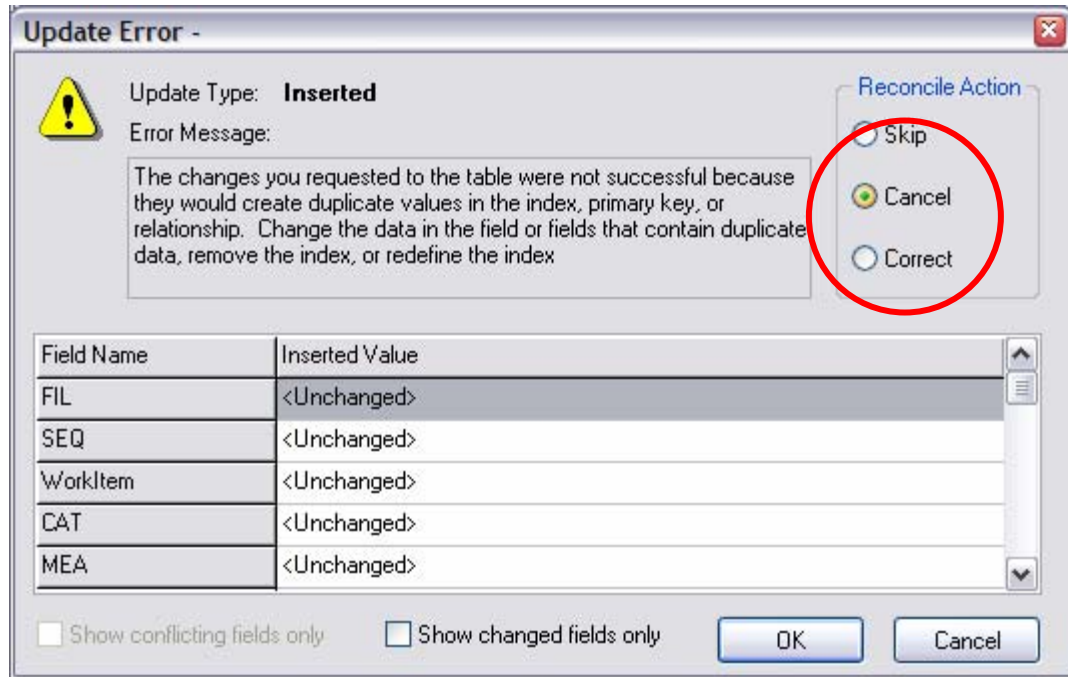 Update Error -
Update Type: Inserted
Reconcile Action
Error Message:
Skip
The changes you requested to the table were not successful because
they would create duplicate values in the index, primary key, or
relationship. Change the data in the field or fields that contain duplicate
data, remove the index, or redefine the index
Cancel
Correct
Field Name Inserted Value
FIL <Unchanged>
SEQ <Unchanged>
WorkItem <Unchanged>
CAT <Unchanged>
MEA <Unchanged>
Show conflicting fields only Show changed fields only OK Cancel